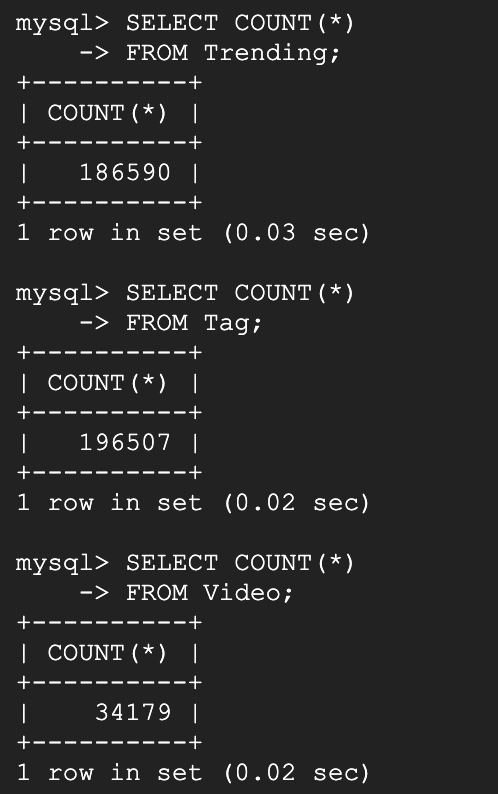 mysql> SELECT COUNT(*)
    -> FROM Trending;
+----------+
| COUNT(*) |
+----------+
|   186590 |
+----------+
1 row in set (0.03 sec)

mysql> SELECT COUNT(*)
    -> FROM Tag;
+----------+
| COUNT(*) |
+----------+
|   196507 |
+----------+
1 row in set (0.02 sec)

mysql> SELECT COUNT(*)
    -> FROM Video;
+----------+
| COUNT(*) |
+----------+
|    34179 |
+----------+
1 row in set (0.02 sec)